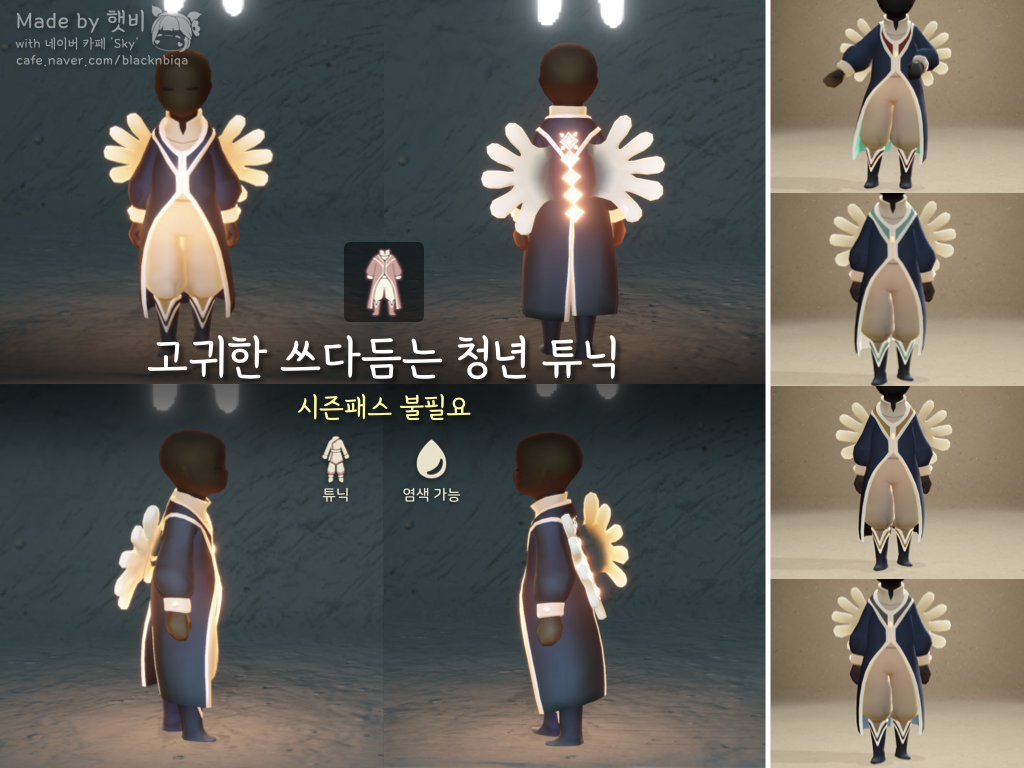 Made by 햇비
with 네이버 카페 'Sky'
cafe.naver.com/blacknbiqa
고귀한 쓰다듬는 청년 튜닉
시즌패스 불필요
튜닉
염색 가능